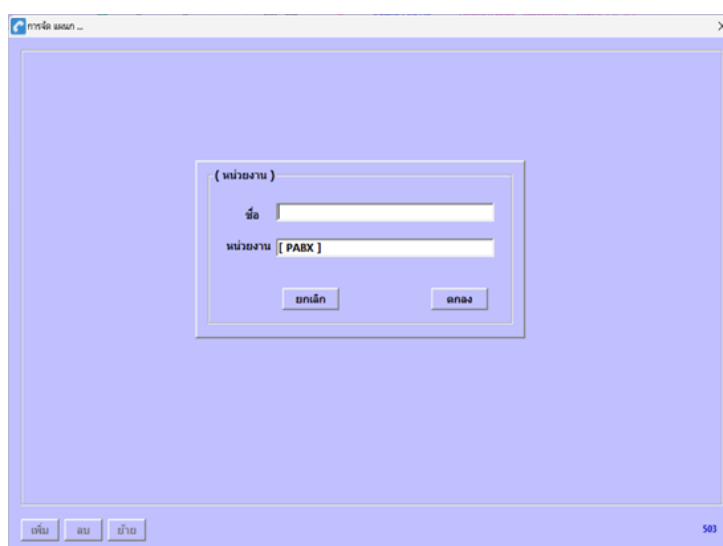 การจัด แผนก ...
( หน่วยงาน )
ชื่อ
หน่วยงาน [ PABX ]
ยกเลิก ตกลง
เพิ่ม ลบ ย้าย 503